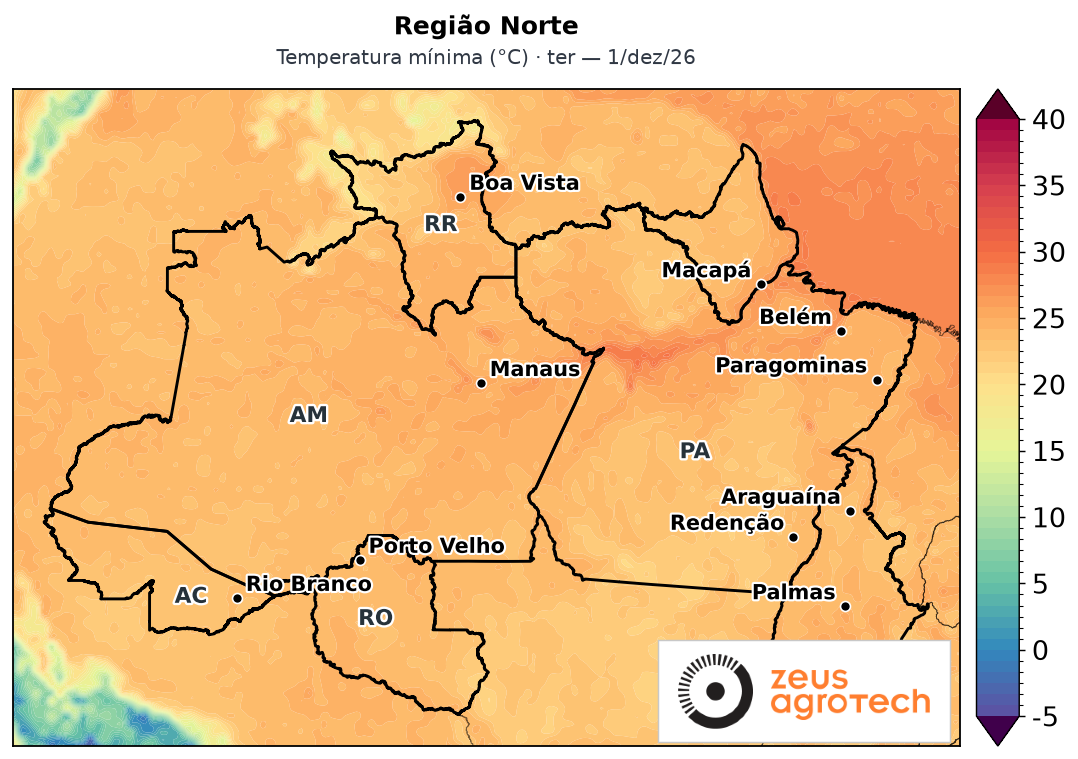 Região Norte
Temperatura mínima (°C) · ter — 1/dez/26
Boa Vista
RR
Macapá
Belém
Manaus
Paragominas
AM
PA
Araguaína
Redenção
Porto Velho
Rio Branco
AC
Palmas
RO
zeus
agrotech
40
35
30
25
20
15
10
5
0
-5